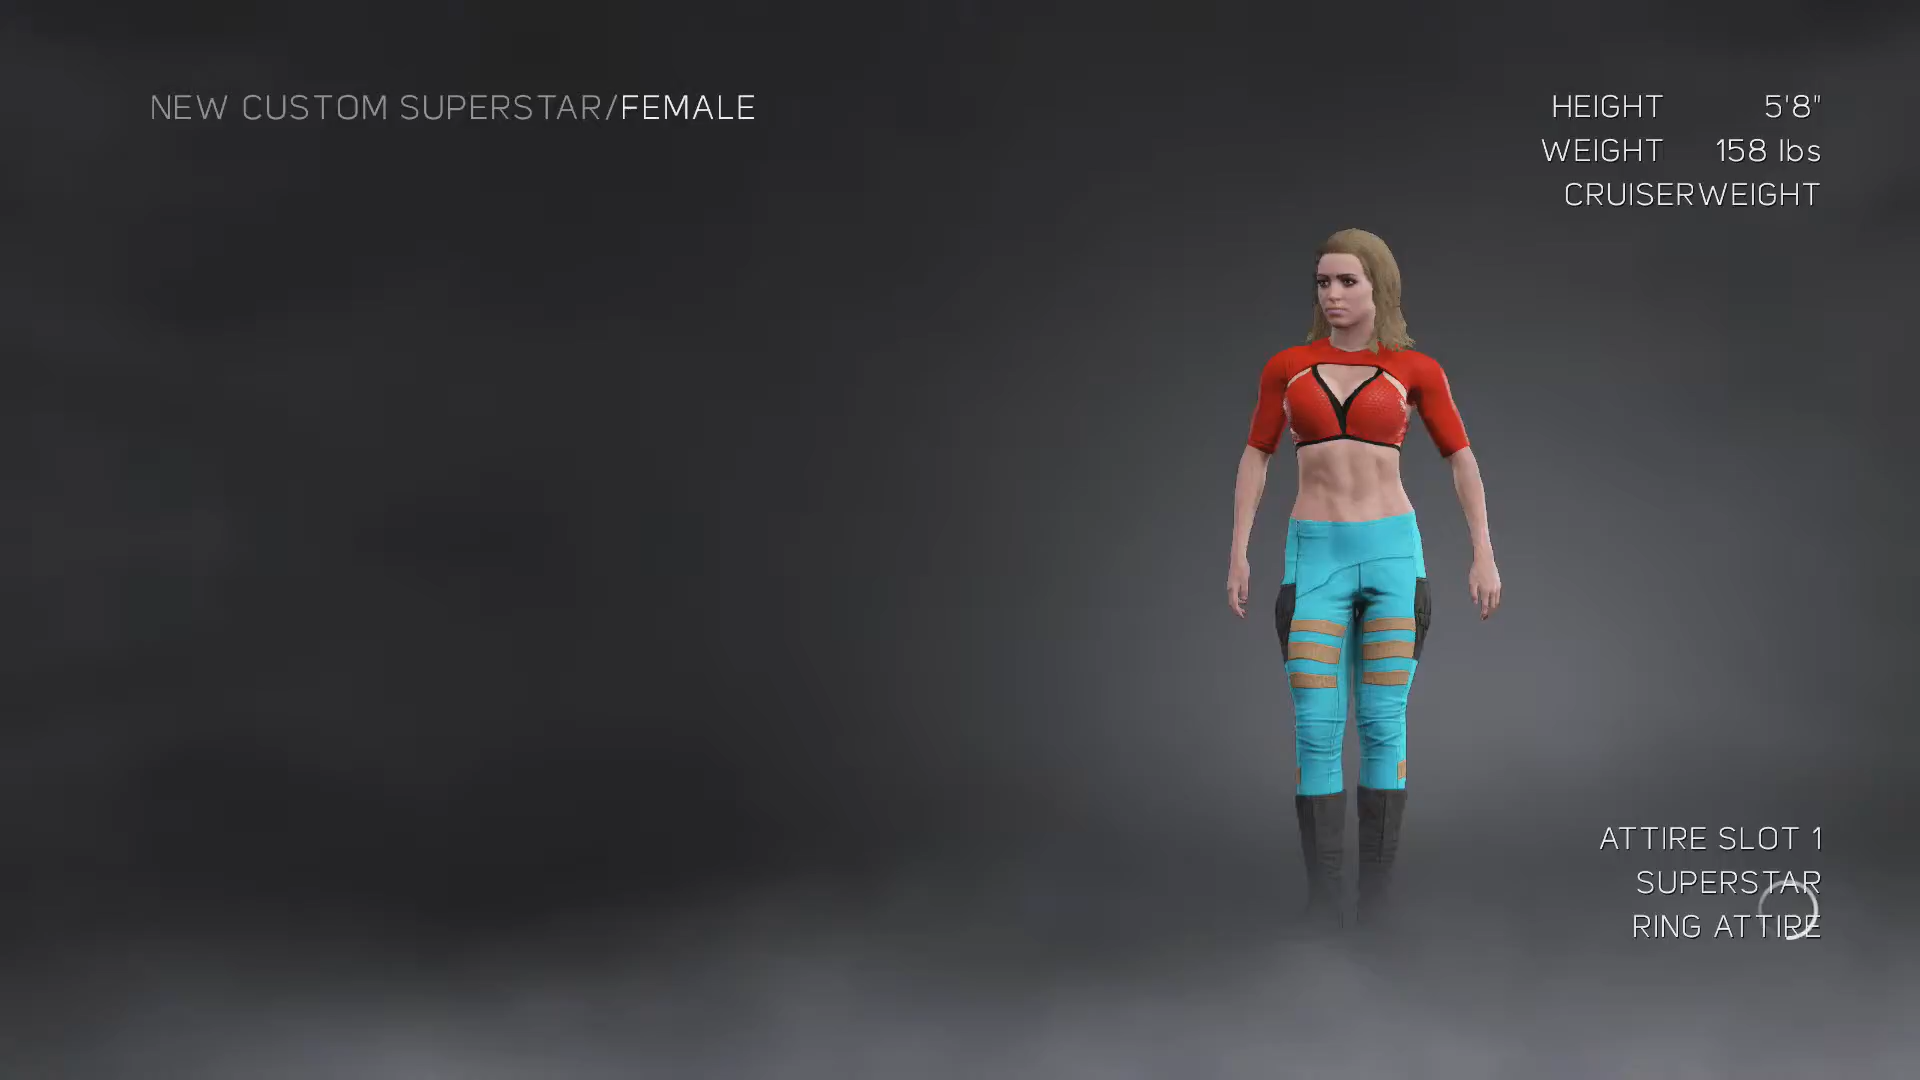 NEW CUSTOM SUPERSTAR/FEMALE
HEIGHT 5'8"
WEIGHT 158 lbs
CRUISERWEIGHT
ATTIRE SLOT 1
SUPERSTAR
RING ATTIRE